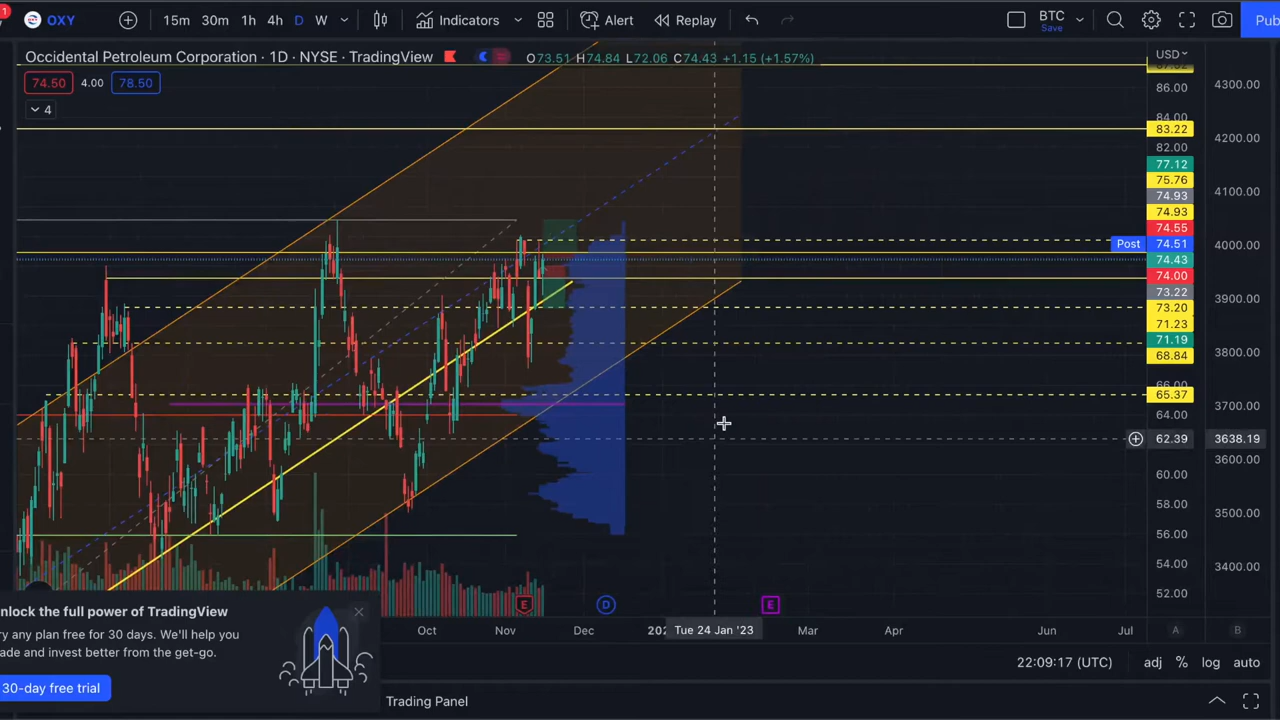 1
OXY
15m 30m 1h 4h D W Indicators Alert Replay BTC Save Pub
Occidental Petroleum Corporation · 1D · NYSE · TradingView O73.51 H74.84 L72.06 C74.43 +1.15 (+1.57%)
74.50 4.00 78.50
4
USD
86.00
84.00
83.22
82.00
77.12
75.76
74.93
74.93
74.55
Post 74.51
74.43
74.00
73.22
73.20
71.23
71.19
68.84
66.00
65.37
64.00
62.39
60.00
58.00
56.00
54.00
52.00
4300.00
4200.00
4100.00
4000.00
3900.00
3800.00
3700.00
3638.19
3600.00
3500.00
3400.00
E D E
Oct Nov Dec 202 Tue 24 Jan '23 Mar Apr Jun Jul A B
nlock the full power of TradingView
ry any plan free for 30 days. We'll help you
ade and invest better from the get-go.
30-day free trial
22:09:17 (UTC) adj % log auto
Trading Panel